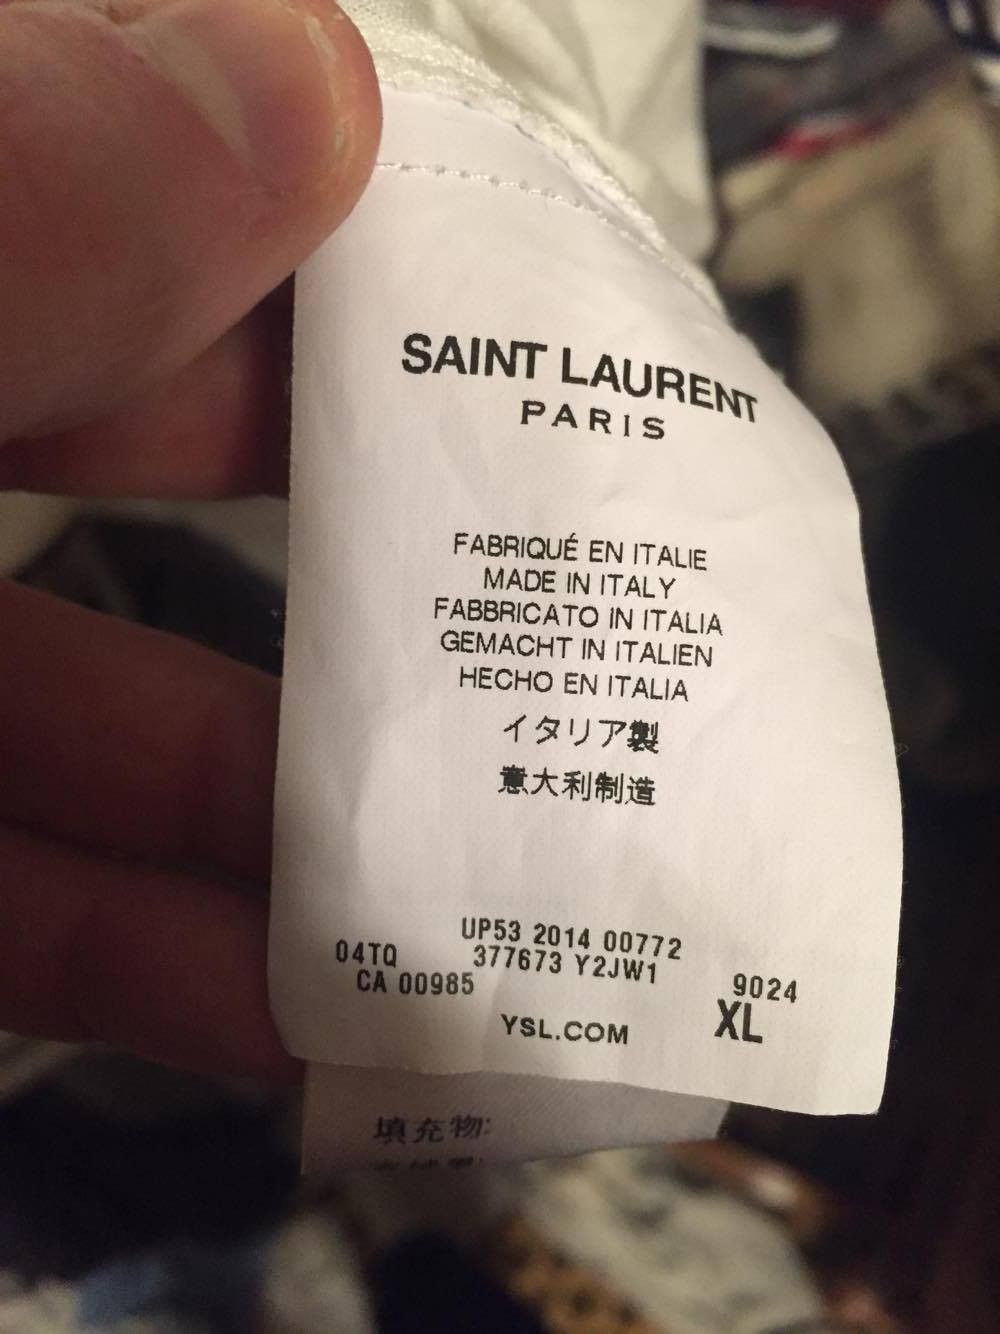 SAINT LAURENT
PARIS
FABRIQUÉ EN ITALIE
MADE IN ITALY
FABBRICATO IN ITALIA
GEMACHT IN ITALIEN
HECHO EN ITALIA
イタリア製
意大利制造
UP53 2014 00772
04TQ 377673 Y2JW1
CA 00985 9024
XL
YSL.COM
填充物: